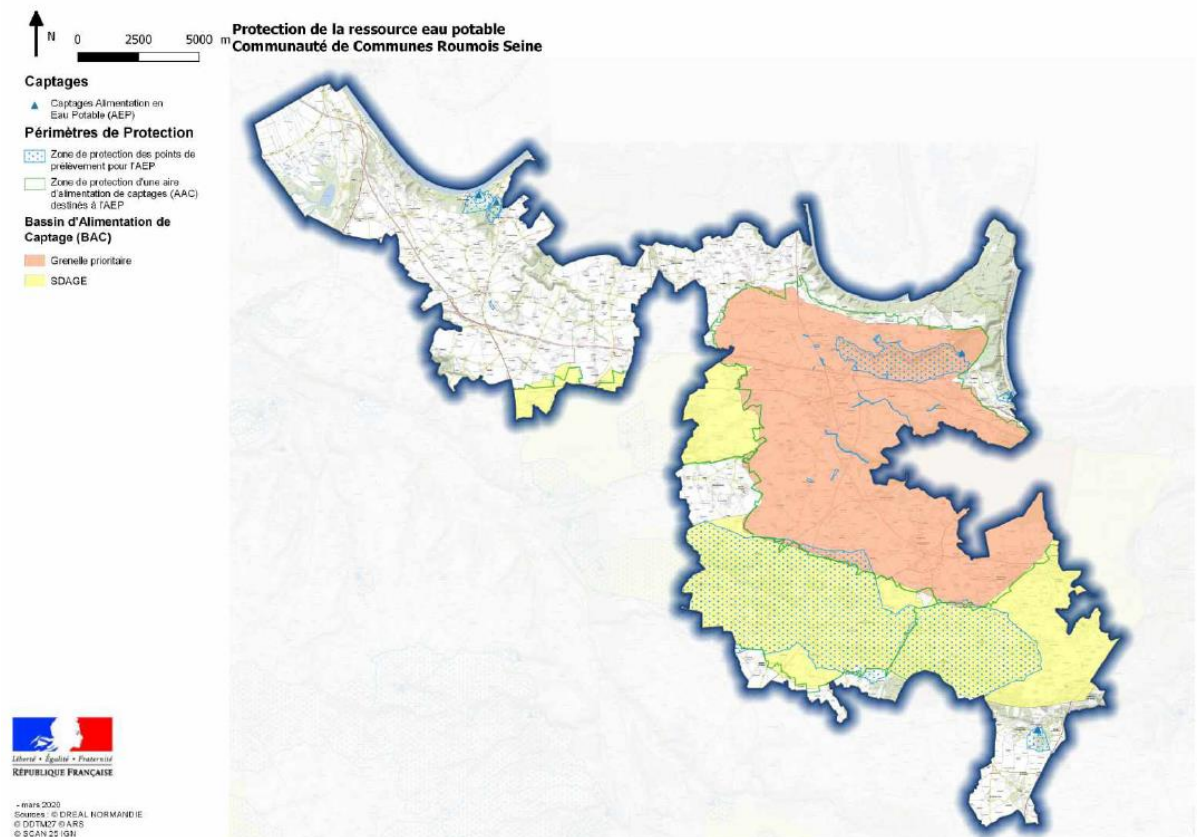 N
0 2500 5000 m
Protection de la ressource eau potable
Communauté de Communes Roumois Seine
Captages
Captages Alimentation en
Eau Potable (AEP)
Périmètres de Protection
Zone de protection des points de
prélèvement pour l'AEP
Zone de protection d'une aire
d'alimentation de captages (AAC)
destinés à l'AEP
Bassin d'Alimentation de
Captage (BAC)
Grenelle prioritaire
SDAGE
Liberté • Égalité • Fraternité
RÉPUBLIQUE FRANÇAISE
- mars 2020
Sources : © DREAL NORMANDIE
© DDTM27 © ARS
© SCAN 25 IGN